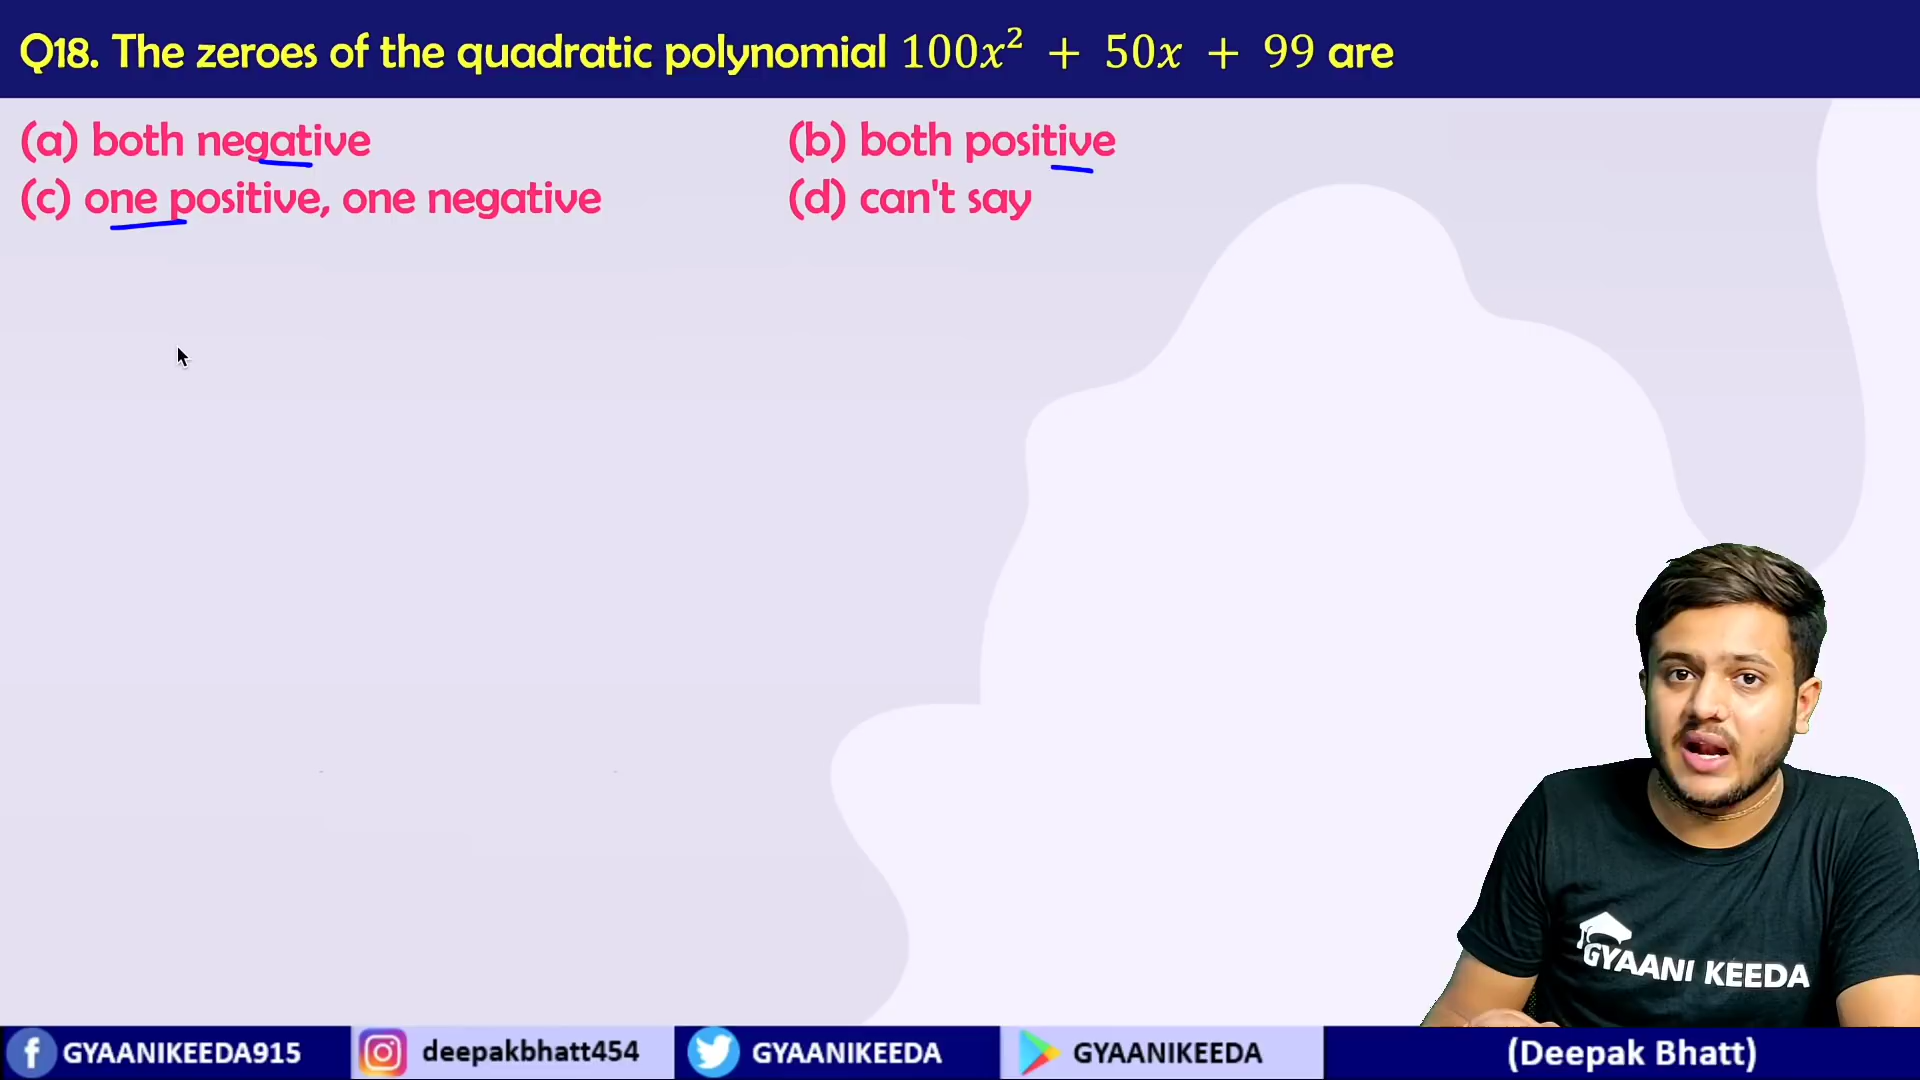 Q18. The zeroes of the quadratic polynomial 100x² + 50x + 99 are
(a) both negative
(b) both positive
(c) one positive, one negative
(d) can't say
GYAANI KEEDA
GYAANIKEEDA915
deepakbhatt454
GYAANIKEEDA
GYAANIKEEDA
(Deepak Bhatt)